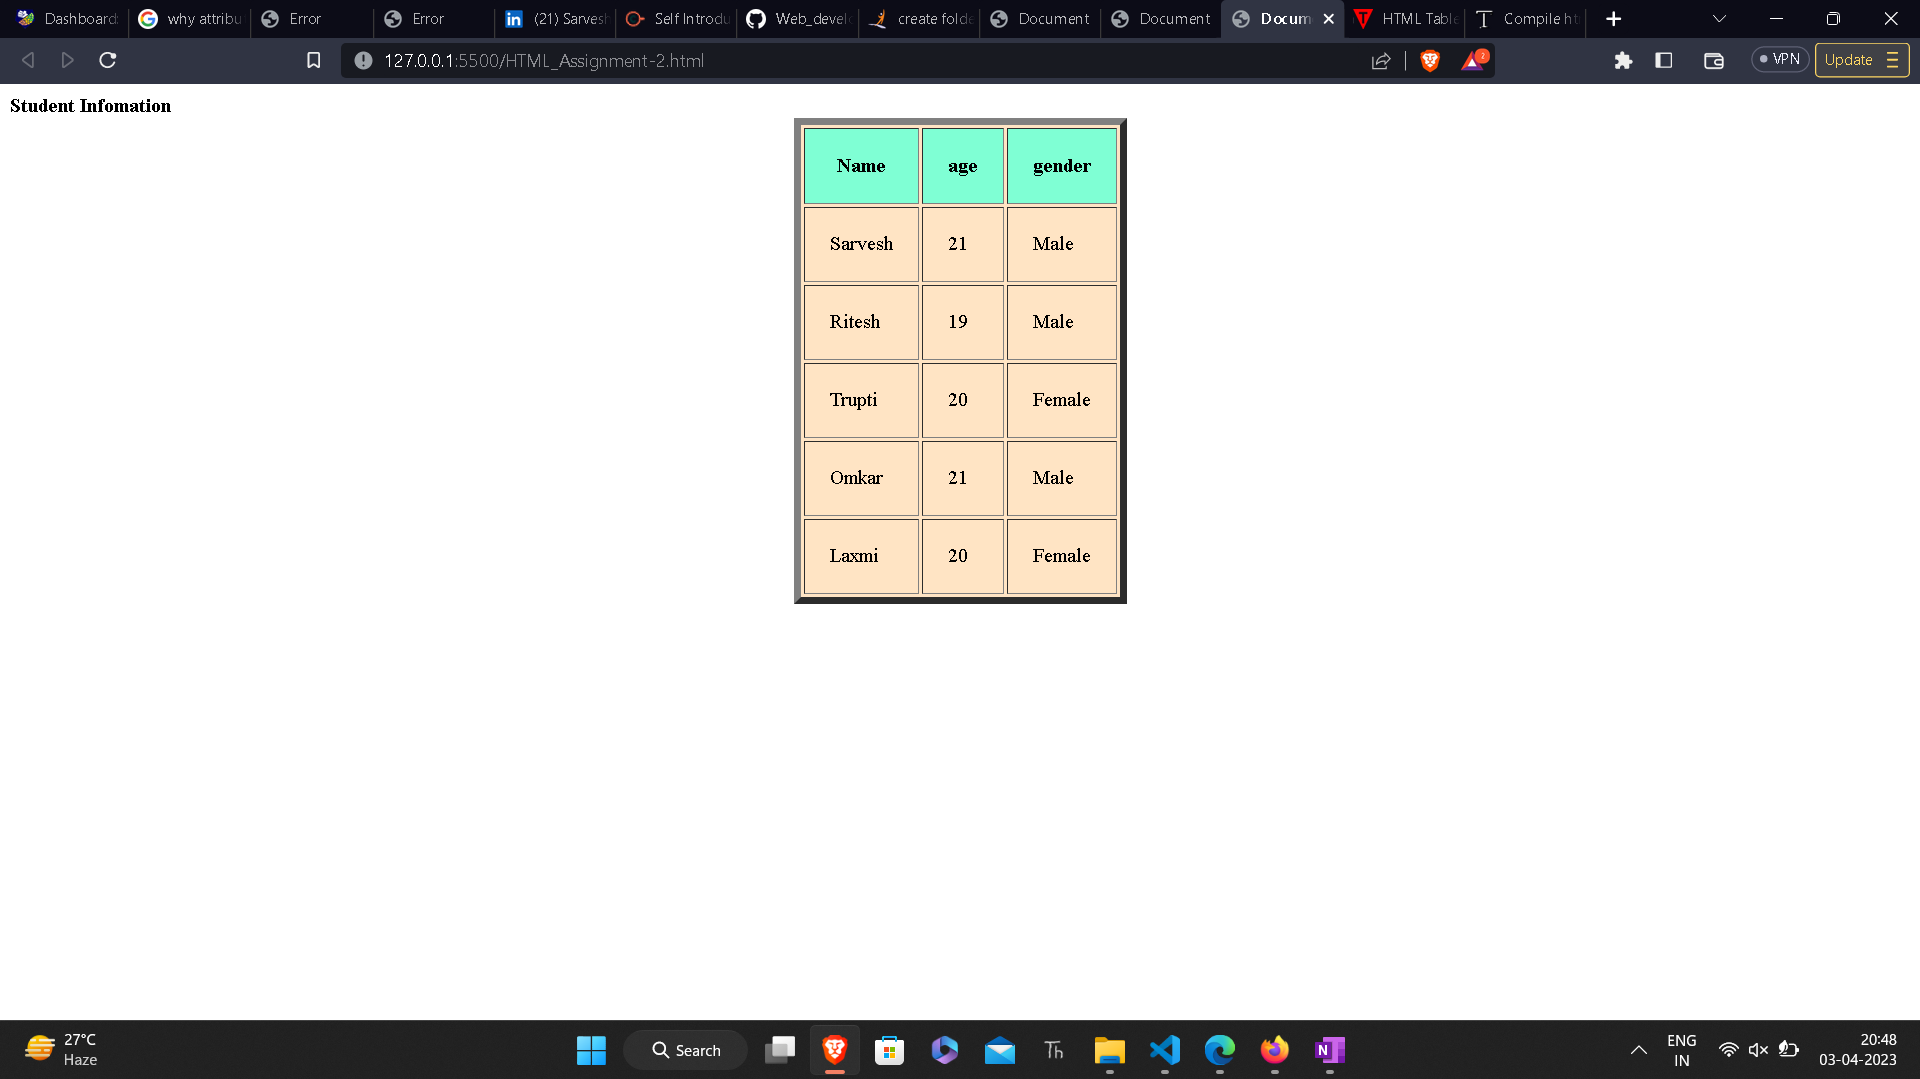 Dashboard: why attribu Error Error (21) Sarvesh Self Introdu Web_devel create folde Document Document Docum HTML Table Compile ht
127.0.0.1:5500/HTML_Assignment-2.html 2 VPN Update
Student Infomation
Name age gender
Sarvesh 21 Male
Ritesh 19 Male
Trupti 20 Female
Omkar 21 Male
Laxmi 20 Female
27°C
Haze
Search
Th
N
ENG
IN
20:48
03-04-2023